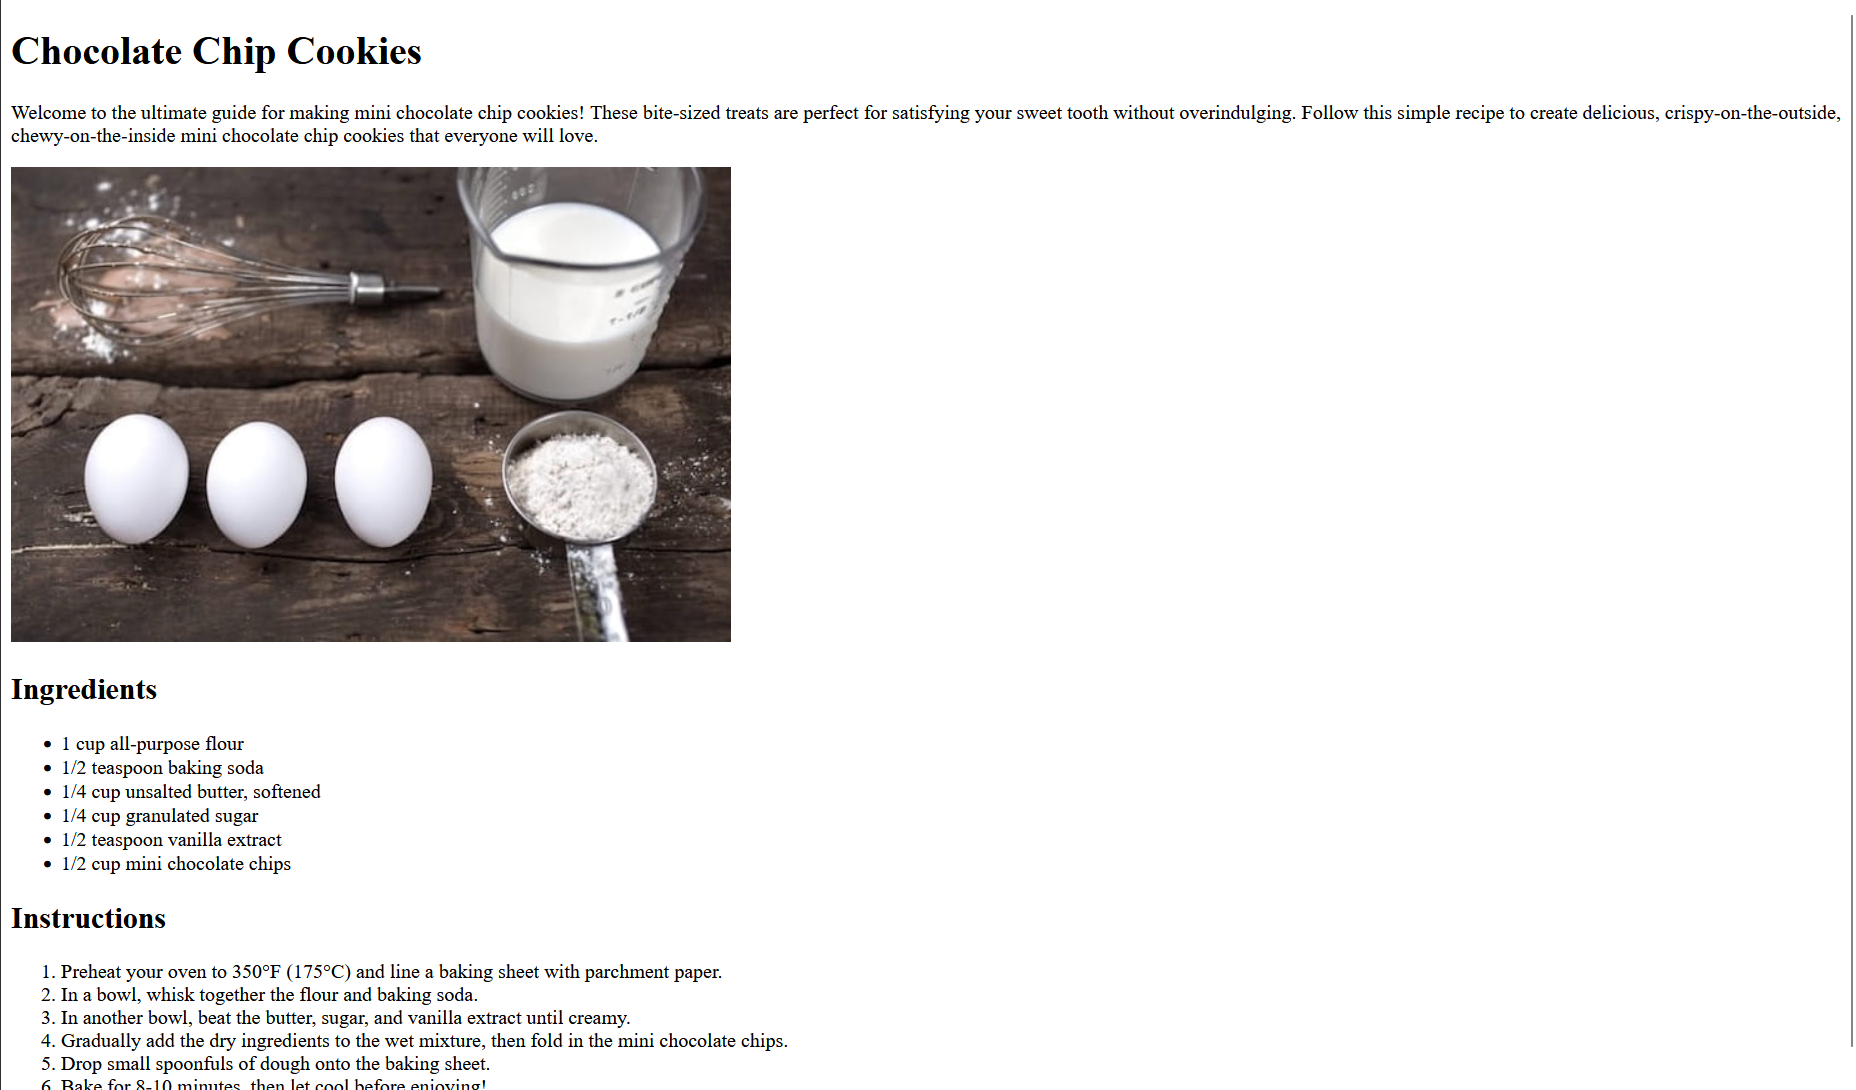 Chocolate Chip Cookies
Welcome to the ultimate guide for making mini chocolate chip cookies! These bite-sized treats are perfect for satisfying your sweet tooth without overindulging. Follow this simple recipe to create delicious, crispy-on-the-outside,
chewy-on-the-inside mini chocolate chip cookies that everyone will love.
Ingredients
• 1 cup all-purpose flour
• 1/2 teaspoon baking soda
• 1/4 cup unsalted butter, softened
• 1/4 cup granulated sugar
• 1/2 teaspoon vanilla extract
• 1/2 cup mini chocolate chips
Instructions
1. Preheat your oven to 350°F (175°C) and line a baking sheet with parchment paper.
2. In a bowl, whisk together the flour and baking soda.
3. In another bowl, beat the butter, sugar, and vanilla extract until creamy.
4. Gradually add the dry ingredients to the wet mixture, then fold in the mini chocolate chips.
5. Drop small spoonfuls of dough onto the baking sheet.
6. Bake for 8-10 minutes, then let cool before enjoying!